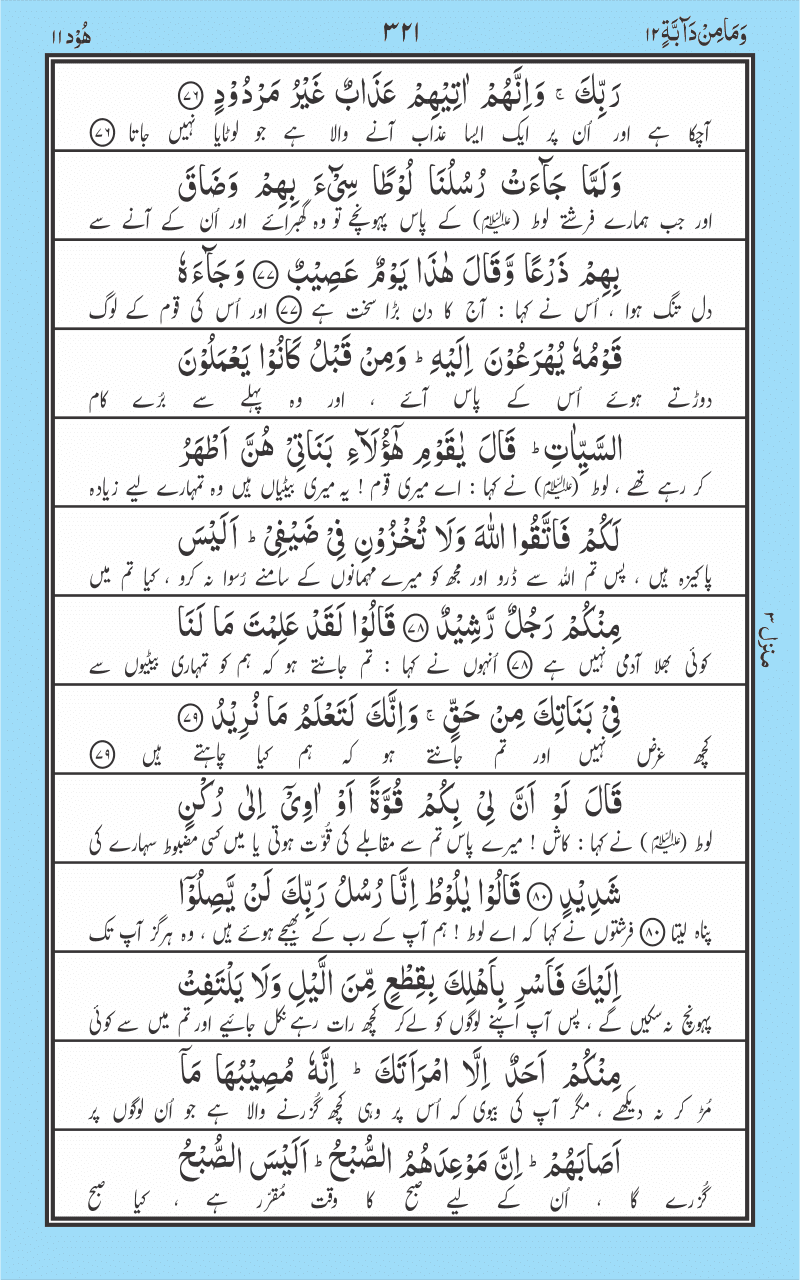 وَمَا مِنْ دَآبَّةٍ ١٢ ٣٢١ هُوْد ١١
رَبِّكَ ۚ وَاِنَّهُمْ اٰتِيْهِمْ عَذَابٌ غَيْرُ مَرْدُوْدٍ ﴿٧٦﴾
آچکا ہے اور اُن پر ایک ایسا عذاب آنے والا ہے جو لوٹایا نہیں جاتا ﴿٧٦﴾
وَلَمَّا جَآءَتْ رُسُلُنَا لُوْطًا سِيْٓءَ بِهِمْ وَضَاقَ
اور جب ہمارے فرشتے لوط (علیہ السلام) کے پاس پہونچے تو وہ گھبرائے اور اُن کے آنے سے
بِهِمْ ذَرْعًا وَّقَالَ هٰذَا يَوْمٌ عَصِيْبٌ ﴿٧٧﴾ وَجَآءَهٗ
دل تنگ ہوا ، اُس نے کہا : آج کا دن بڑا سخت ہے ﴿٧٧﴾ اور اُس کی قوم کے لوگ
قَوْمُهٗ يُهْرَعُوْنَ اِلَيْهِ ؕ وَمِنْ قَبْلُ كَانُوْا يَعْمَلُوْنَ
دوڑتے ہوئے اُس کے پاس آئے ، اور وہ پہلے سے بُرے کام
السَّيِّاٰتِ ؕ قَالَ يٰقَوْمِ هٰٓؤُلَآءِ بَنَاتِيْ هُنَّ اَطْهَرُ
کر رہے تھے ، لوط (علیہ السلام) نے کہا : اے میری قوم ! یہ میری بیٹیاں ہیں وہ تمہارے لیے زیادہ
لَكُمْ فَاتَّقُوا اللّٰهَ وَلَا تُخْزُوْنِ فِيْ ضَيْفِيْ ؕ اَلَيْسَ
پاکیزہ ہیں ، پس تم اللہ سے ڈرو اور مجھ کو میرے مہمانوں کے سامنے رُسوا نہ کرو ، کیا تم میں
مِنْكُمْ رَجُلٌ رَّشِيْدٌ ﴿٧٨﴾ قَالُوْا لَقَدْ عَلِمْتَ مَا لَنَا
کوئی بھلا آدمی نہیں ہے ﴿٧٨﴾ اُنہوں نے کہا : تم جانتے ہو کہ ہم کو تمہاری بیٹیوں سے
فِيْ بَنَاتِكَ مِنْ حَقٍّ ۚ وَاِنَّكَ لَتَعْلَمُ مَا نُرِيْدُ ﴿٧٩﴾
کچھ غرض نہیں اور تم جانتے ہو کہ ہم کیا چاہتے ہیں ﴿٧٩﴾
قَالَ لَوْ اَنَّ لِيْ بِكُمْ قُوَّةً اَوْ اٰوِيْٓ اِلٰى رُكْنٍ
لوط (علیہ السلام) نے کہا : کاش ! میرے پاس تم سے مقابلے کی قُوّت ہوتی یا میں کسی مضبوط سہارے کی
شَدِيْدٍ ﴿٨٠﴾ قَالُوْا يٰلُوْطُ اِنَّا رُسُلُ رَبِّكَ لَنْ يَّصِلُوْٓا
پناہ لیتا ﴿٨٠﴾ فرشتوں نے کہا کہ اے لوط ! ہم آپ کے رب کے بھیجے ہوئے ہیں ، وہ ہرگز آپ تک
اِلَيْكَ فَاَسْرِ بِاَهْلِكَ بِقِطْعٍ مِّنَ الَّيْلِ وَلَا يَلْتَفِتْ
پہونچ نہ سکیں گے ، پس آپ اپنے لوگوں کو لے کر کچھ رات رہے نکل جائیے اور تم میں سے کوئی
مِنْكُمْ اَحَدٌ اِلَّا امْرَاَتَكَ ؕ اِنَّهٗ مُصِيْبُهَا مَآ
مُڑ کر نہ دیکھے ، مگر آپ کی بیوی کہ اُس پر وہی کچھ گُزرنے والا ہے جو اُن لوگوں پر
اَصَابَهُمْ ؕ اِنَّ مَوْعِدَهُمُ الصُّبْحُ ؕ اَلَيْسَ الصُّبْحُ
گُزرے گا ، اُن کے لیے صبح کا وقت مُقرّر ہے ، کیا صبح
منزل ٣